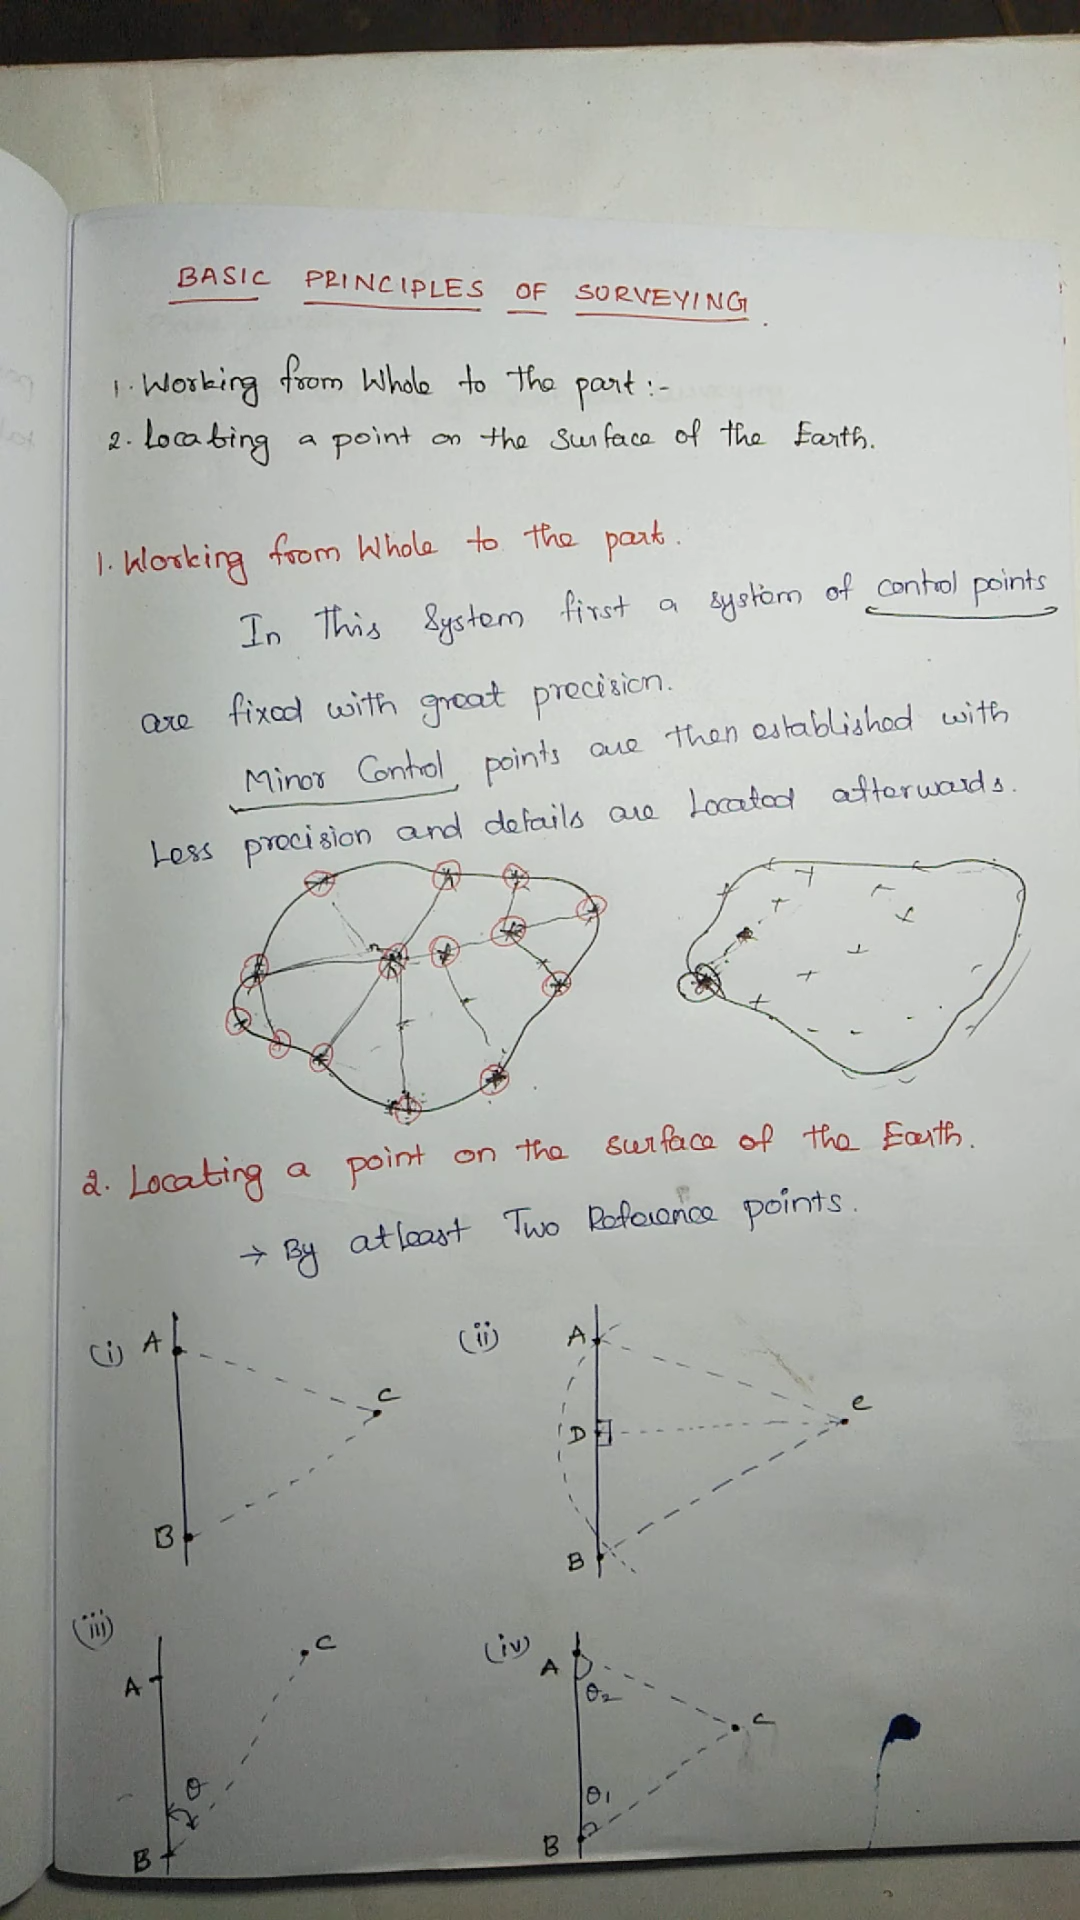 BASIC PRINCIPLES OF SURVEYING.
1. Working from Whole to the part :-
2. Locating a point on the Surface of the Earth.
1. Working from Whole to the part.
In This System first a system of control points
are fixed with great precision.
Minor Control points are then established with
Less precision and details are Located afterwards.
2. Locating a point on the surface of the Earth.
→ By atleast Two Reference points.
(i) A
C
B
(ii) A
C
D
B
(iii)
C
A
θ
B
(iv)
A
θ2
C
θ1
B